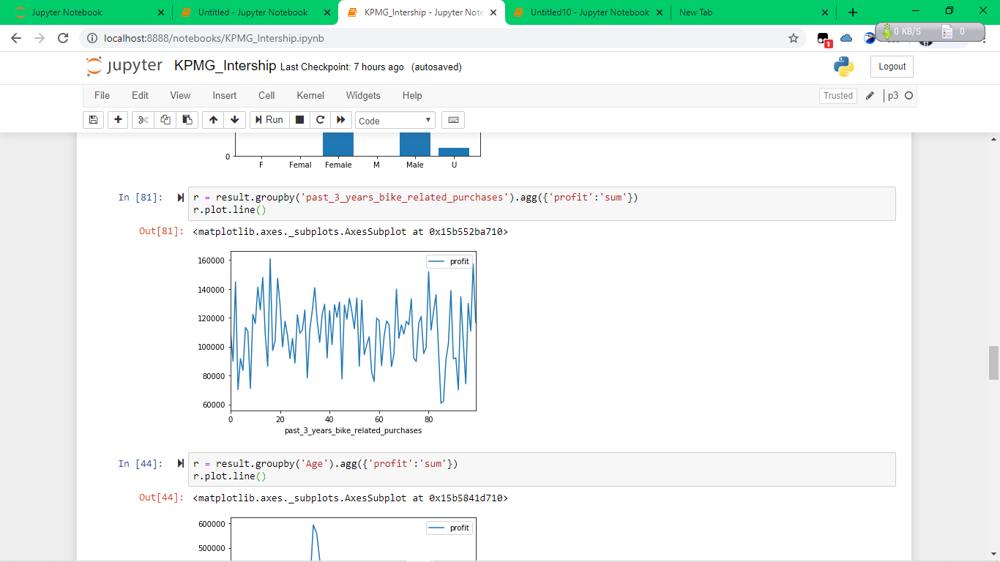 Jupyter Notebook
Untitled - Jupyter Notebook
KPMG_Intership - Jupyter Note
Untitled10 - Jupyter Notebook
New Tab
localhost:8888/notebooks/KPMG_Intership.ipynb
1
0 KB/S 0
jupyter KPMG_Intership Last Checkpoint: 7 hours ago (autosaved)
Logout
File Edit View Insert Cell Kernel Widgets Help
Trusted p3
Run Code
0
F Femal Female M Male U
In [81]: r = result.groupby('past_3_years_bike_related_purchases').agg({'profit':'sum'})
r.plot.line()
Out[81]: <matplotlib.axes._subplots.AxesSubplot at 0x15b552ba710>
profit
160000
140000
120000
100000
80000
60000
0 20 40 60 80
past_3_years_bike_related_purchases
In [44]: r = result.groupby('Age').agg({'profit':'sum'})
r.plot.line()
Out[44]: <matplotlib.axes._subplots.AxesSubplot at 0x15b5841d710>
profit
600000
500000